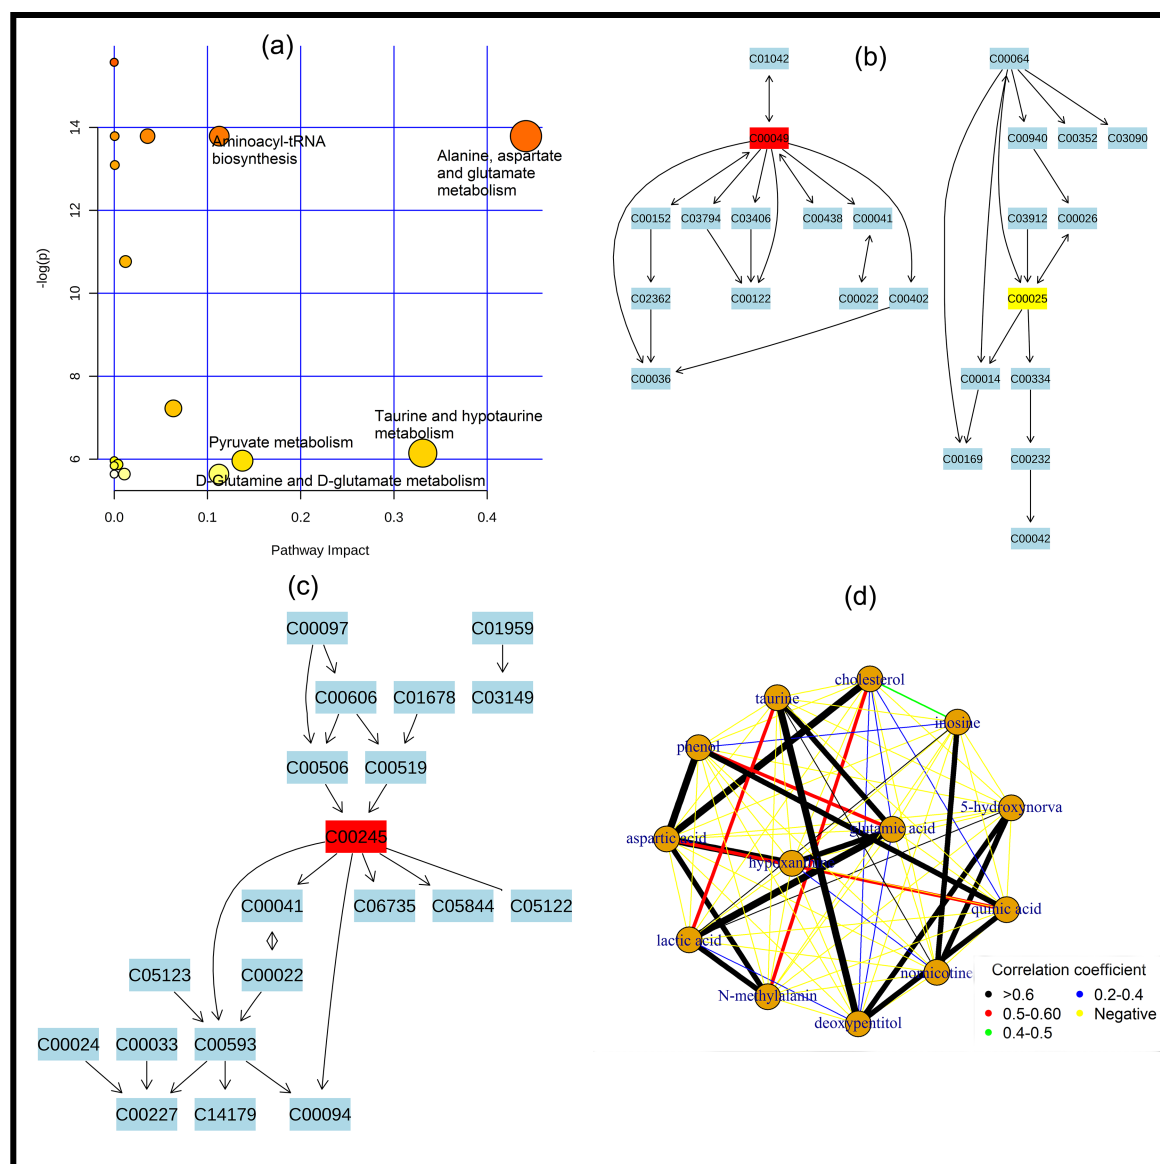 (a)
14
12
10
8
6
-log(p)
Aminoacyl-tRNA
biosynthesis
Alanine, aspartate
and glutamate
metabolism
Taurine and hypotaurine
metabolism
Pyruvate metabolism
D-Glutamine and D-glutamate metabolism
0.0 0.1 0.2 0.3 0.4
Pathway Impact
(b)
C01042
C00049
C00152 C03794 C03406 C00438 C00041
C02362 C00122 C00022 C00402
C00036
C00064
C00940 C00352 C03090
C03912 C00026
C00025
C00014 C00334
C00169 C00232
C00042
(c)
C00097 C01959
C00606 C01678 C03149
C00506 C00519
C00245
C00041 C06735 C05844 C05122
C05123 C00022
C00024 C00033 C00593
C00227 C14179 C00094
(d)
cholesterol
taurine
inosine
phenol
5-hydroxynorva
aspartic acid
glutamic acid
quinic acid
lactic acid
nornicotine
N-methylalanin
deoxypentitol
Correlation coefficient
>0.6 0.2-0.4
0.5-0.60 Negative
0.4-0.5